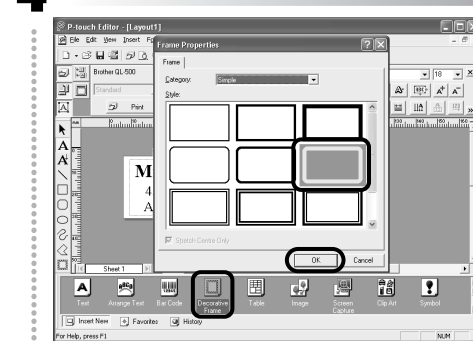 P-touch Editor - [Layout1]
File Edit View Insert
Frame Properties
Frame
Category: Simple
Style:
Brother QL-500
Standard
Print
18
M
4
A
Stretch Centre Only
OK Cancel
Sheet 1
Text Arrange Text Bar Code Decorative Frame Table Image Screen Capture Clip Art Symbol
Insert New Favorites History
For Help, press F1 NUM